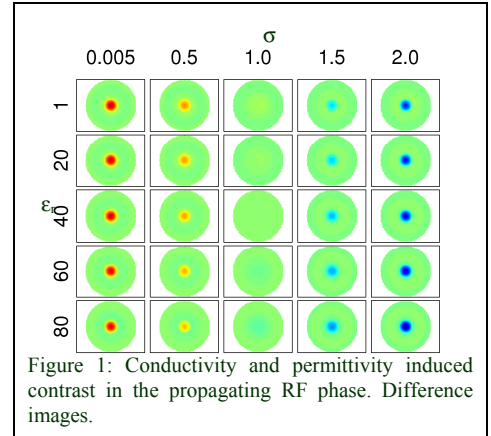 σ
0.005 0.5 1.0 1.5 2.0
1
20
εr 40
60
80
Figure 1: Conductivity and permittivity induced
contrast in the propagating RF phase. Difference
images.